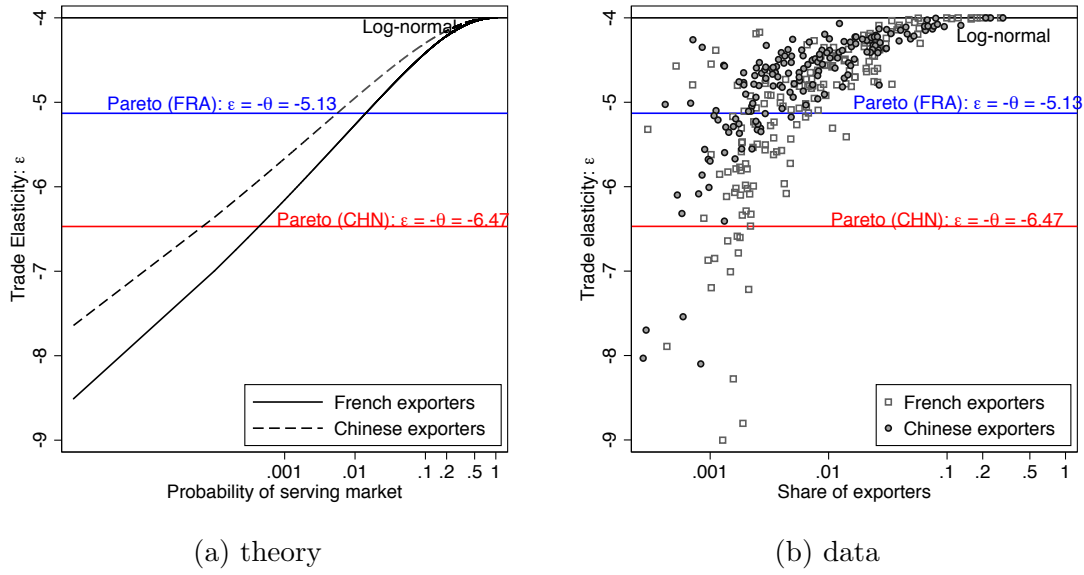 Trade Elasticity: ε
-4
-5
-6
-7
-8
-9
Log-normal
Pareto (FRA): ε = -θ = -5.13
Pareto (CHN): ε = -θ = -6.47
French exporters
Chinese exporters
.001 .01 .1 .2 .5 1
Probability of serving market
(a) theory
Trade elasticity: ε
-4
-5
-6
-7
-8
-9
Log-normal
Pareto (FRA): ε = -θ = -5.13
Pareto (CHN): ε = -θ = -6.47
French exporters
Chinese exporters
.001 .01 .1 .2 .5 1
Share of exporters
(b) data